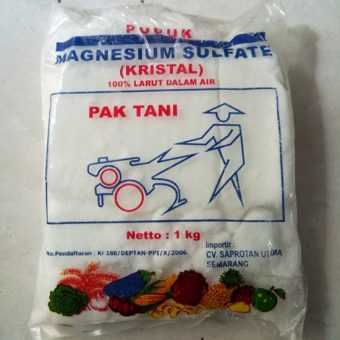 PUPUK
MAGNESIUM SULFATE
(KRISTAL)
100% LARUT DALAM AIR
PAK TANI
Netto : 1 kg
No.Pendaftaran : Kr 188/DEPTAN-PPI/X/2006
Importir :
CV. SAPROTAN UTAMA
SEMARANG